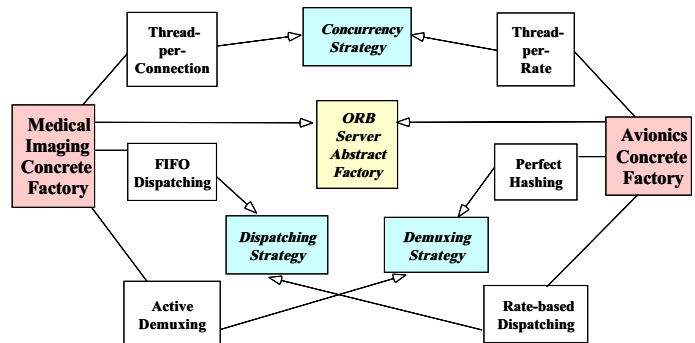 Thread-
per-
Connection
Concurrency
Strategy
Thread-
per-
Rate
Medical
Imaging
Concrete
Factory
ORB
Server
Abstract
Factory
Avionics
Concrete
Factory
FIFO
Dispatching
Perfect
Hashing
Dispatching
Strategy
Demuxing
Strategy
Active
Demuxing
Rate-based
Dispatching